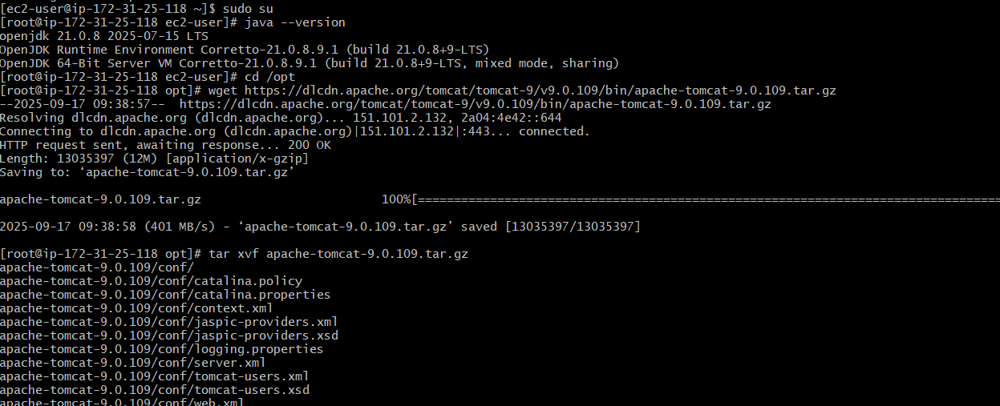 [ec2-user@ip-172-31-25-118 ~]$ sudo su
[root@ip-172-31-25-118 ec2-user]# java --version
openjdk 21.0.8 2025-07-15 LTS
OpenJDK Runtime Environment Corretto-21.0.8.9.1 (build 21.0.8+9-LTS)
OpenJDK 64-Bit Server VM Corretto-21.0.8.9.1 (build 21.0.8+9-LTS, mixed mode, sharing)
[root@ip-172-31-25-118 ec2-user]# cd /opt
[root@ip-172-31-25-118 opt]# wget https://dlcdn.apache.org/tomcat/tomcat-9/v9.0.109/bin/apache-tomcat-9.0.109.tar.gz
--2025-09-17 09:38:57--  https://dlcdn.apache.org/tomcat/tomcat-9/v9.0.109/bin/apache-tomcat-9.0.109.tar.gz
Resolving dlcdn.apache.org (dlcdn.apache.org)... 151.101.2.132, 2a04:4e42::644
Connecting to dlcdn.apache.org (dlcdn.apache.org)|151.101.2.132|:443... connected.
HTTP request sent, awaiting response... 200 OK
Length: 13035397 (12M) [application/x-gzip]
Saving to: ‘apache-tomcat-9.0.109.tar.gz’
apache-tomcat-9.0.109.tar.gz 100%[=================================================================================
2025-09-17 09:38:58 (401 MB/s) - ‘apache-tomcat-9.0.109.tar.gz’ saved [13035397/13035397]
[root@ip-172-31-25-118 opt]# tar xvf apache-tomcat-9.0.109.tar.gz
apache-tomcat-9.0.109/conf/
apache-tomcat-9.0.109/conf/catalina.policy
apache-tomcat-9.0.109/conf/catalina.properties
apache-tomcat-9.0.109/conf/context.xml
apache-tomcat-9.0.109/conf/jaspic-providers.xml
apache-tomcat-9.0.109/conf/jaspic-providers.xsd
apache-tomcat-9.0.109/conf/logging.properties
apache-tomcat-9.0.109/conf/server.xml
apache-tomcat-9.0.109/conf/tomcat-users.xml
apache-tomcat-9.0.109/conf/tomcat-users.xsd
apache-tomcat-9.0.109/conf/web.xml